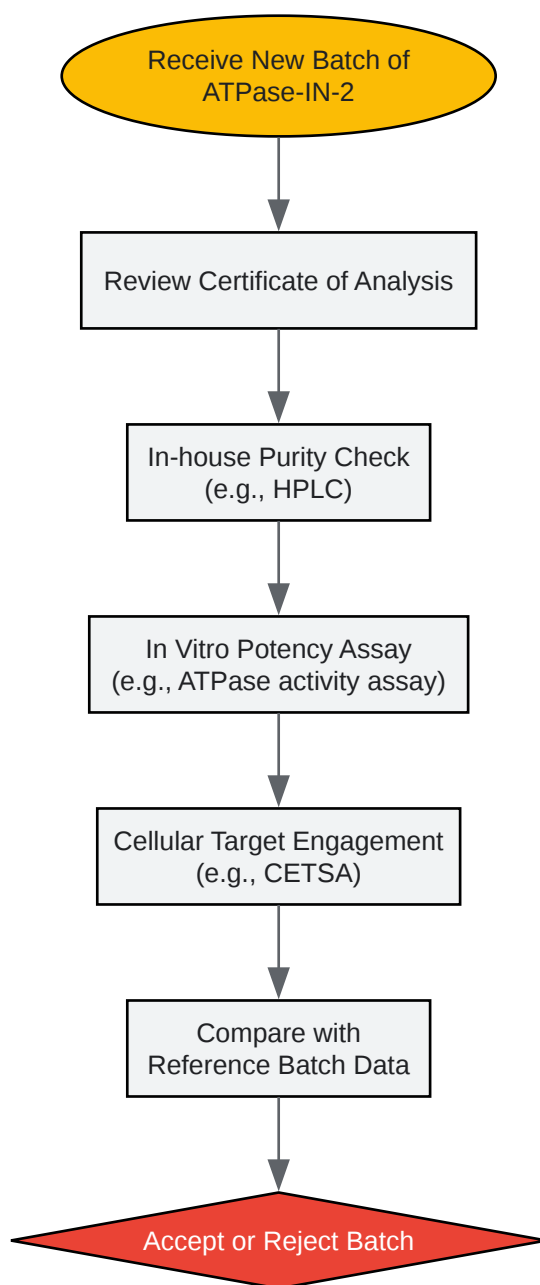 Receive New Batch of
ATPase-IN-2
Review Certificate of Analysis
In-house Purity Check
(e.g., HPLC)
In Vitro Potency Assay
(e.g., ATPase activity assay)
Cellular Target Engagement
(e.g., CETSA)
Compare with
Reference Batch Data
Accept or Reject Batch